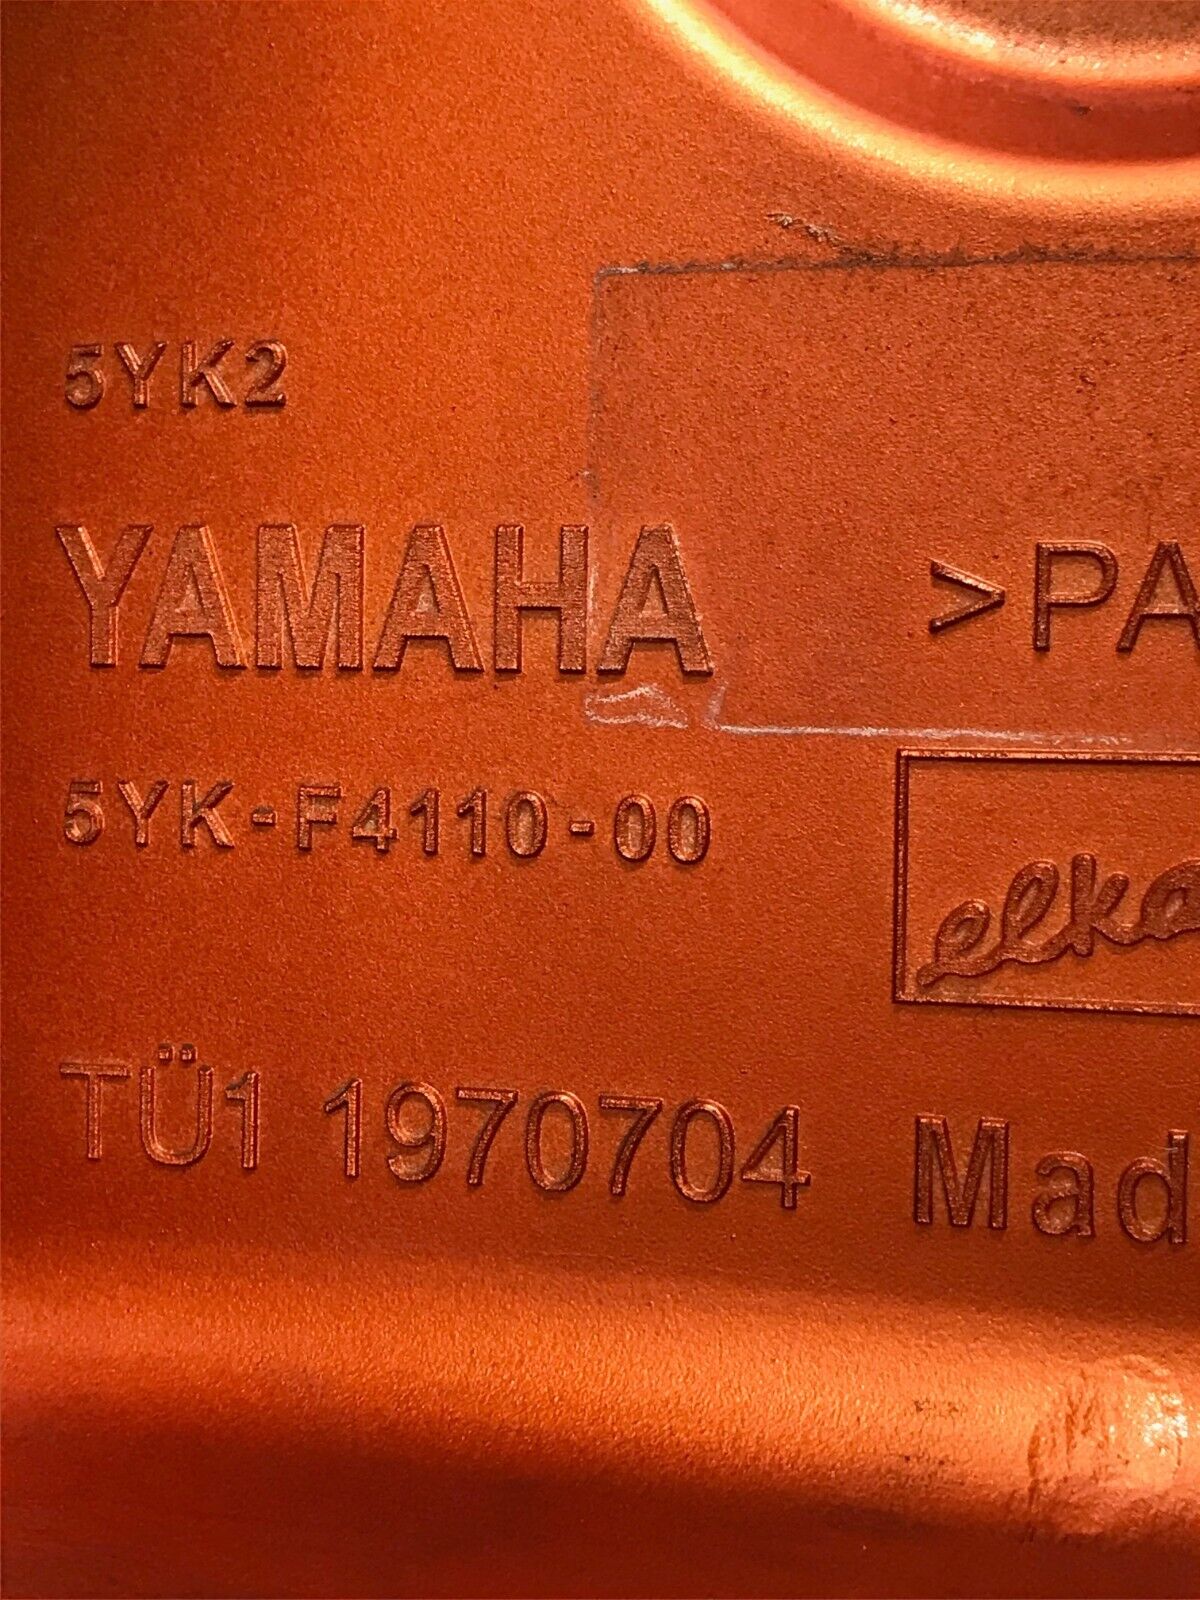 5YK2
YAMAHA
>PA
5YK-F4110-00
elka
TÜ1 1970704
Mad